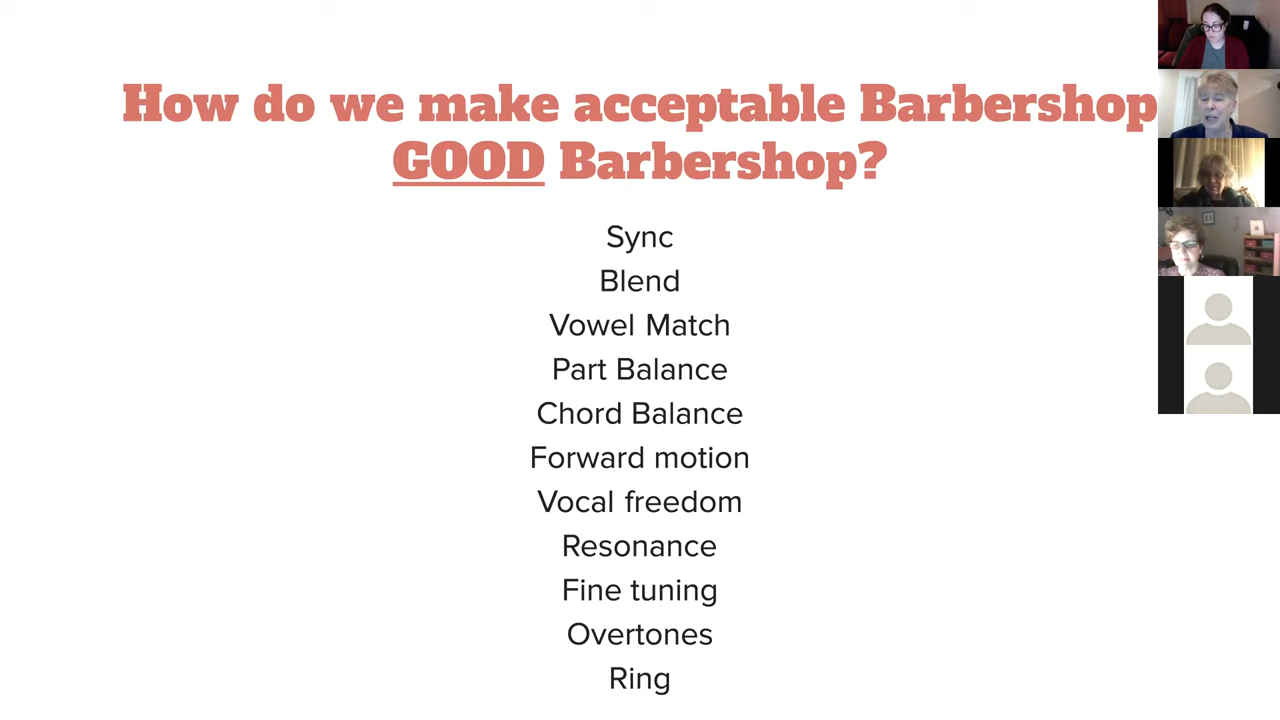 How do we make acceptable Barbershop
GOOD Barbershop?
Sync
Blend
Vowel Match
Part Balance
Chord Balance
Forward motion
Vocal freedom
Resonance
Fine tuning
Overtones
Ring